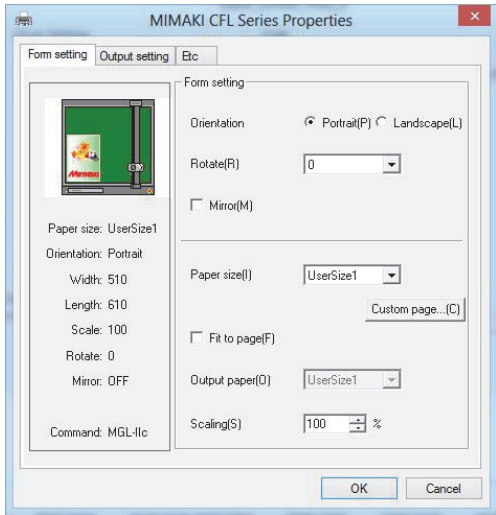 MIMAKI CFL Series Properties
Form setting
Output setting
Etc
MIMAKI
Paper size: UserSize1
Orientation: Portrait
Width: 510
Length: 610
Scale: 100
Rotate: 0
Mirror: OFF
Command: MGL-IIc
Form setting
Orientation
Portrait(P)
Landscape(L)
Rotate(R)
0
Mirror(M)
Paper size(I)
UserSize1
Custom page...(C)
Fit to page(F)
Output paper(O)
UserSize1
Scaling(S)
100
%
OK
Cancel